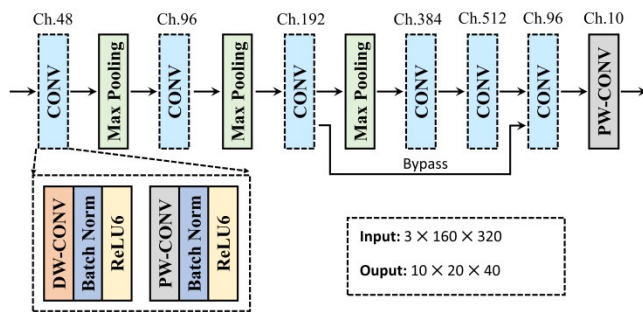 Ch.48
Ch.96
Ch.192
Ch.384
Ch.512
Ch.96
Ch.10
CONV
Max Pooling
CONV
Max Pooling
CONV
Max Pooling
CONV
CONV
CONV
PW-CONV
Bypass
DW-CONV
Batch Norm
ReLU6
PW-CONV
Batch Norm
ReLU6
Input: 3 × 160 × 320
Ouput: 10 × 20 × 40